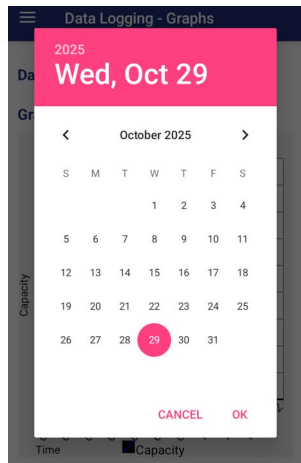 Data Logging - Graphs
2025
Wed, Oct 29
Da
Gr
October 2025
S M T W T F S
1 2 3 4
5 6 7 8 9 10 11
12 13 14 15 16 17 18
19 20 21 22 23 24 25
26 27 28 29 30 31
Capacity
CANCEL OK
Time
Capacity